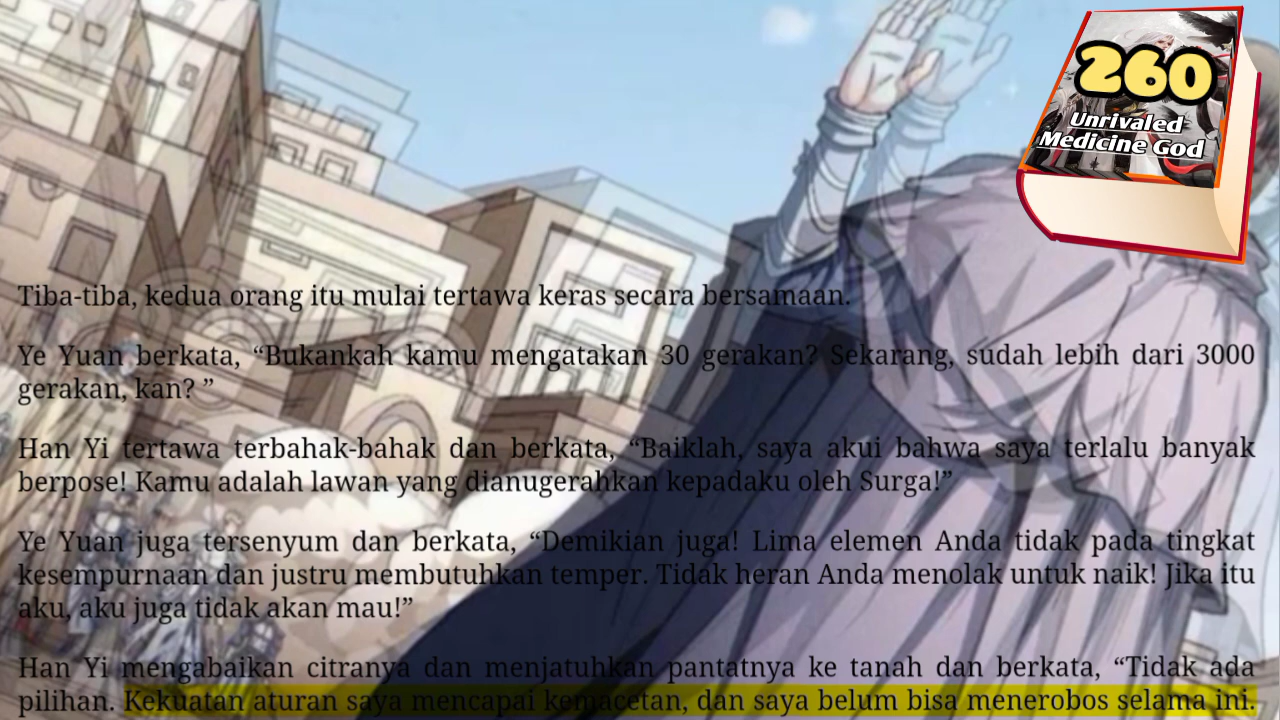 260
Unrivaled
Medicine God
Tiba-tiba, kedua orang itu mulai tertawa keras secara bersamaan.
Ye Yuan berkata, “Bukankah kamu mengatakan 30 gerakan? Sekarang, sudah lebih dari 3000
gerakan, kan? ”
Han Yi tertawa terbahak-bahak dan berkata, “Baiklah, saya akui bahwa saya terlalu banyak
berpose! Kamu adalah lawan yang dianugerahkan kepadaku oleh Surga!”
Ye Yuan juga tersenyum dan berkata, “Demikian juga! Lima elemen Anda tidak pada tingkat
kesempurnaan dan justru membutuhkan temper. Tidak heran Anda menolak untuk naik! Jika itu
aku, aku juga tidak akan mau!”
Han Yi mengabaikan citranya dan menjatuhkan pantatnya ke tanah dan berkata, “Tidak ada
pilihan. Kekuatan aturan saya mencapai kemacetan, dan saya belum bisa menerobos selama ini.